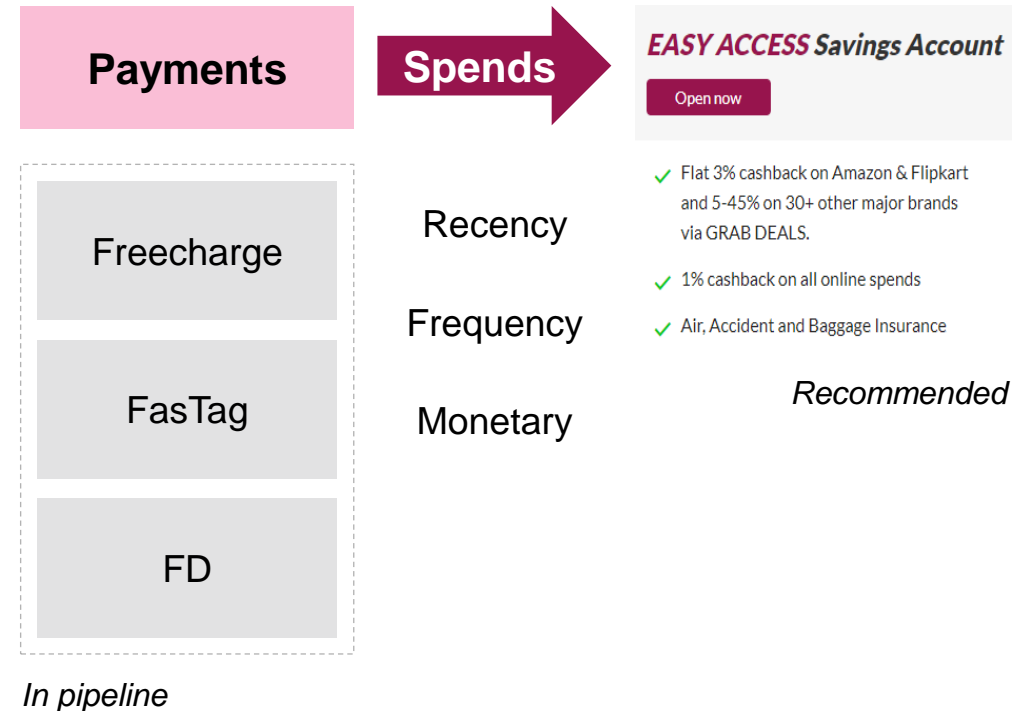 Payments
Spends
EASY ACCESS Savings Account
Open now
Freecharge
FasTag
FD
In pipeline
Recency
Frequency
Monetary
Flat 3% cashback on Amazon & Flipkart
and 5-45% on 30+ other major brands
via GRAB DEALS.
1% cashback on all online spends
Air, Accident and Baggage Insurance
Recommended